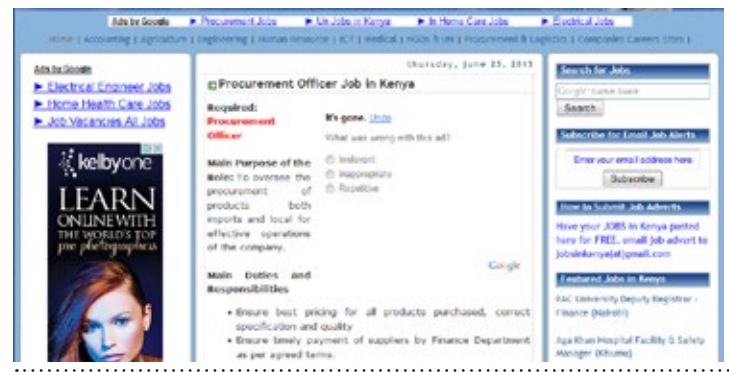 Ads by Google
► Procurement Jobs
► Un Jobs in Kenya
► In Home Care Jobs
► Electrical Jobs
Home | Accounting | Agriculture | Engineering | Human Resource | ICT | Medical | NGOs & UN | Procurement & Logistics | Companies Careers Sites |
Ads by Google
► Electrical Engineer Jobs
► Home Health Care Jobs
► Job Vacancies All Jobs
kelbyone
LEARN
ONLINE WITH
THE WORLD'S TOP
pro photographers
Procurement Officer Job in Kenya
Required:
Procurement
Officer
Main Purpose of the
Role: To oversee the
procurement of
products both
imports and local for
effective operations
of the company.
It's gone. Undo
What was wrong with this ad?
Irrelevant
Inappropriate
Repetitive
Google
Main Duties and
Responsibilities
• Ensure best pricing for all products purchased, correct
specification and quality
• Ensure timely payment of suppliers by Finance Department
as per agreed terms.
Search for Jobs
Search
Subscribe for Email Job Alerts
Enter your email address here
Subscribe
How to Submit Job Adverts
Have your JOBS in Kenya posted
here for FREE, email job advert to
jobsinkenya[at]gmail.com
Featured Jobs in Kenya
PAC University Deputy Registrar -
Finance (Nairobi)
Aga Khan Hospital Facility & Safety
Manager (Kisumu)